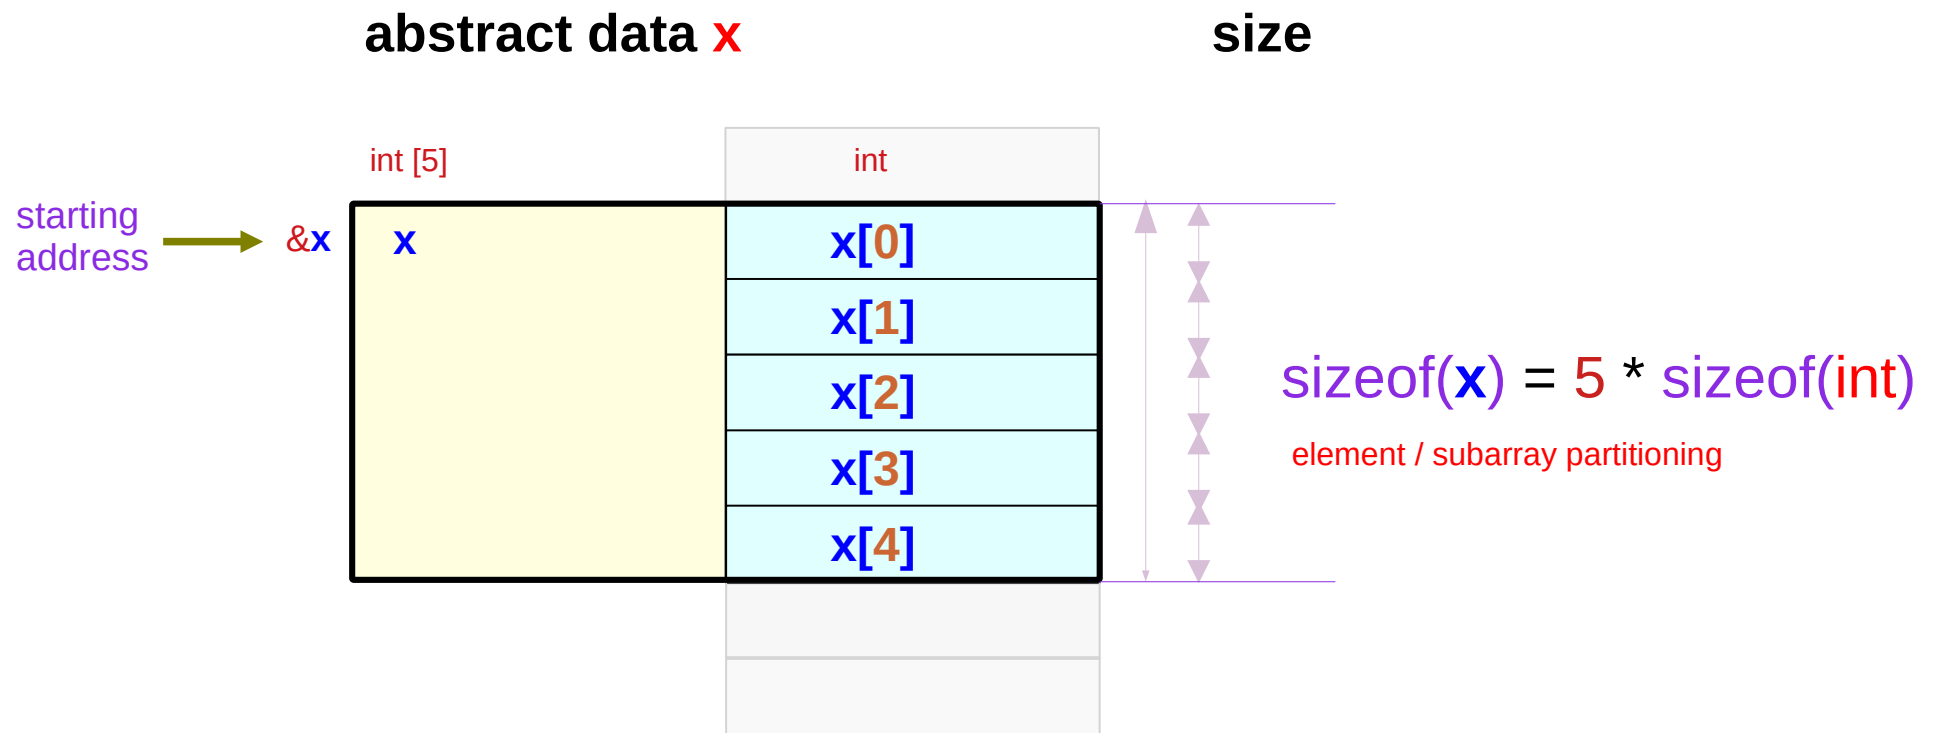 abstract data x
size
int [5]
int
starting
address
&x
x
x[0]
x[1]
x[2]
x[3]
x[4]
sizeof(x) = 5 * sizeof(int)
element / subarray partitioning